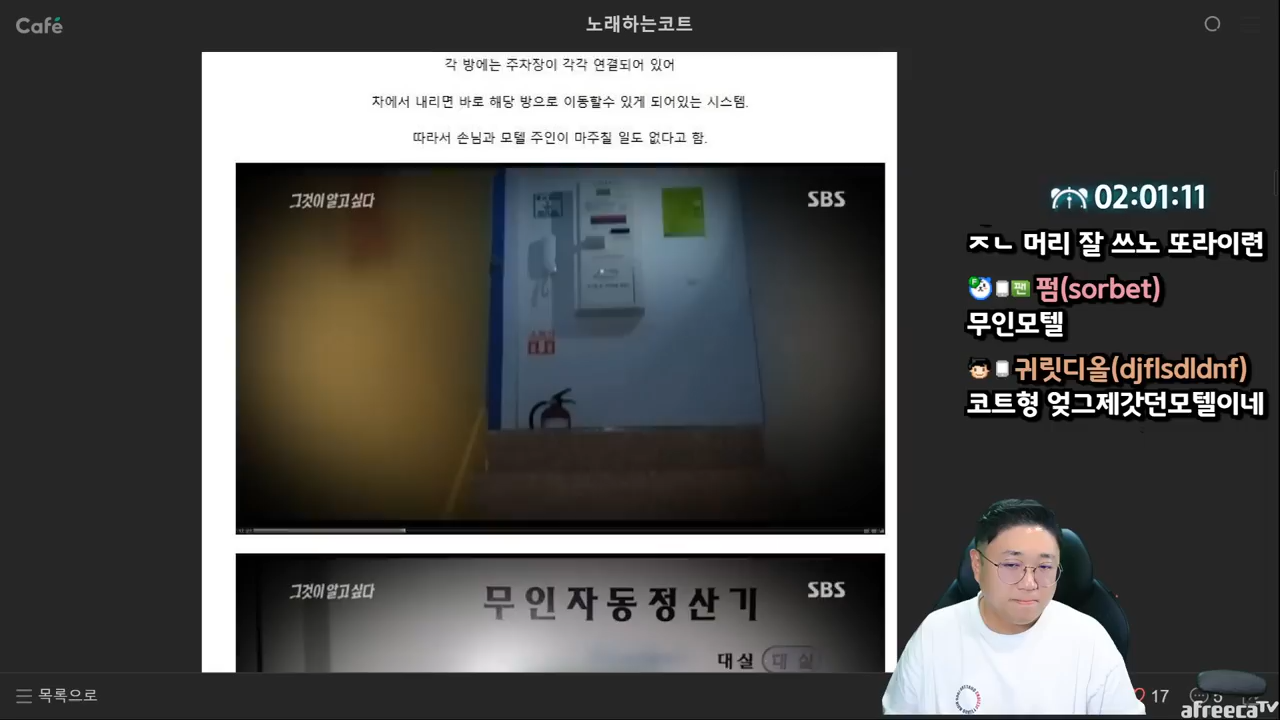 Café
노래하는코트
각 방에는 주차장이 각각 연결되어 있어
차에서 내리면 바로 해당 방으로 이동할수 있게 되어있는 시스템.
따라서 손님과 모텔 주인이 마주칠 일도 없다고 함.
그것이 알고싶다
SBS
02:01:11
ㅈㄴ 머리 잘 쓰노 또라이련
펌(sorbet)
무인모텔
귀릿디올(djflsdldnf)
코트형 엊그제갓던모텔이네
그것이 알고싶다
SBS
무인자동정산기
대실
대 실
목록으로
17
5
afreecaTV